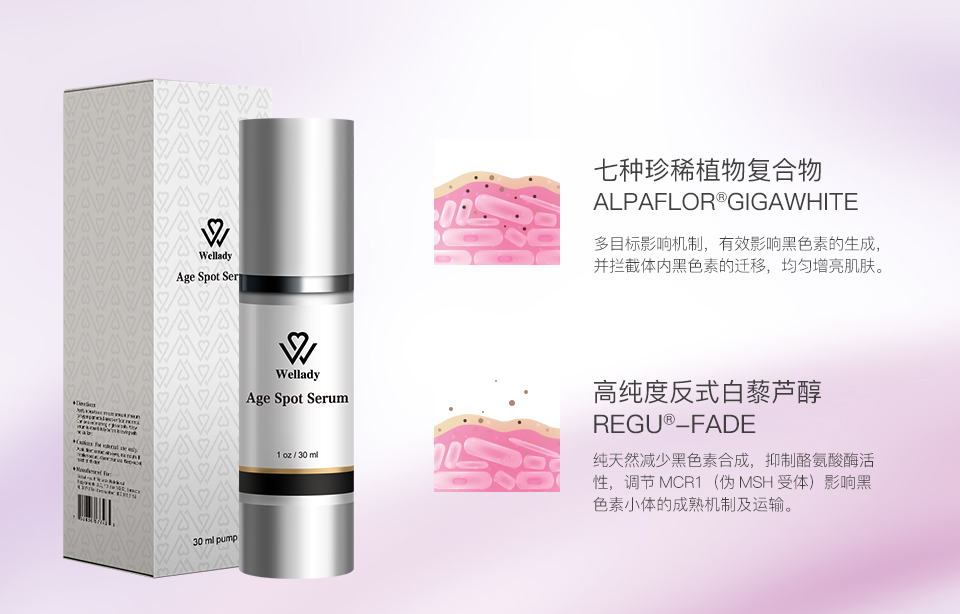 Wellady
Age Spot Ser
30 ml pump
Wellady
Age Spot Serum
1 oz / 30 ml
七种珍稀植物复合物
ALPAFLOR®GIGAWHITE
多目标影响机制，有效影响黑色素的生成，
并拦截体内黑色素的迁移，均匀增亮肌肤。
高纯度反式白藜芦醇
REGU®-FADE
纯天然减少黑色素合成，抑制酪氨酸酶活
性，调节 MCR1（伪 MSH 受体）影响黑
色素小体的成熟机制及运输。